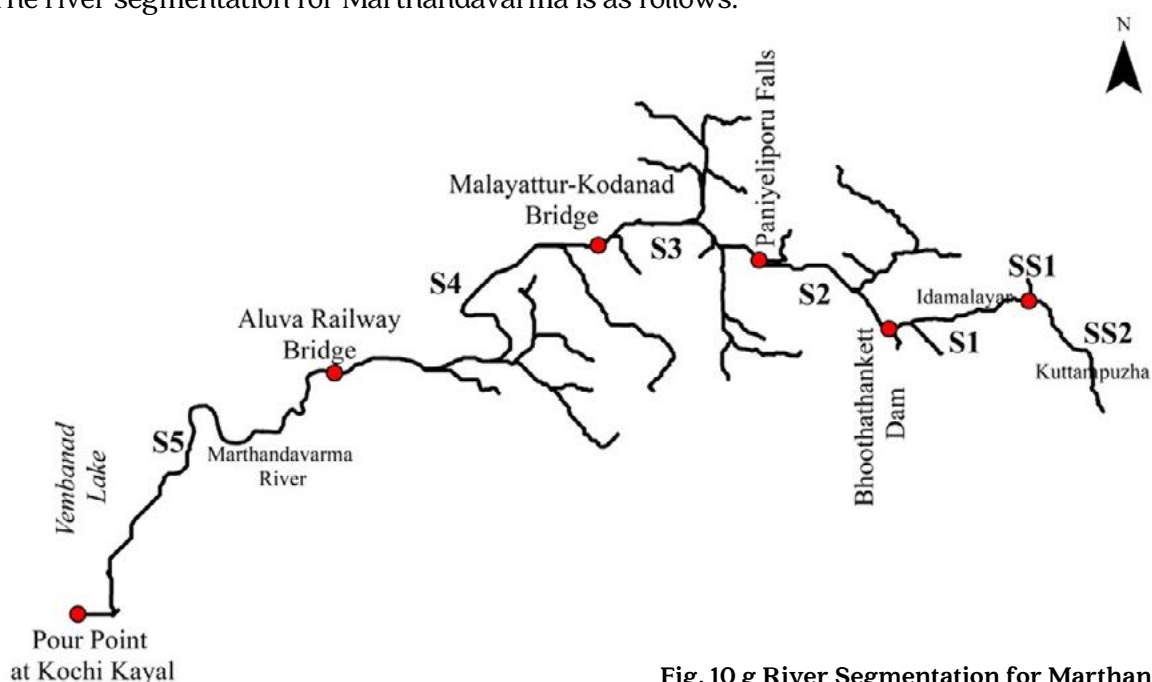 The river segmentation for Marthandavarma is as follows:
N
Paniyeliporu Falls
Malayattur-Kodanad
Bridge
S3
SS1
S4
S2
Idamalayar
Aluva Railway
Bridge
SS2
S1
Kuttampuzha
Bhoothathankett
Dam
S5
Marthandavarma
River
Vembanad
Lake
Pour Point
at Kochi Kayal
Fig. 10 g River Segmentation for Marthan